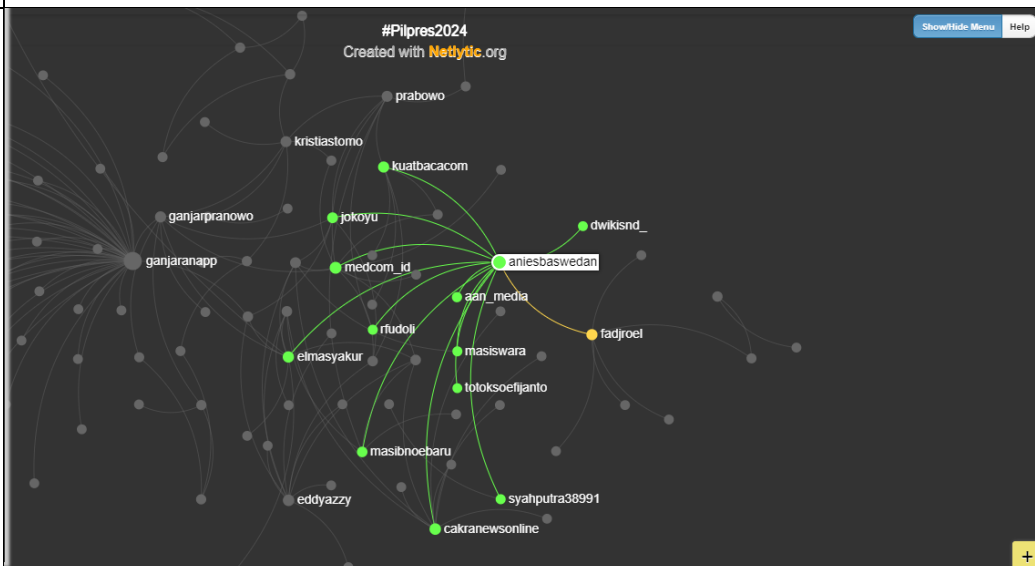 #Pilpres2024
Created with Netlytic.org
Show/Hide Menu
Help
prabowo
kristiastomo
kuatbacacom
ganjarpranowo
jokoyu
dwikisnd_
ganjaranapp
medcom_id
aniesbaswedan
aan_media
rfudoli
fadjroel
elmasyakur
masiswara
totoksoefijanto
masibnoebaru
eddyazzy
syahputra38991
cakranewsonline
+